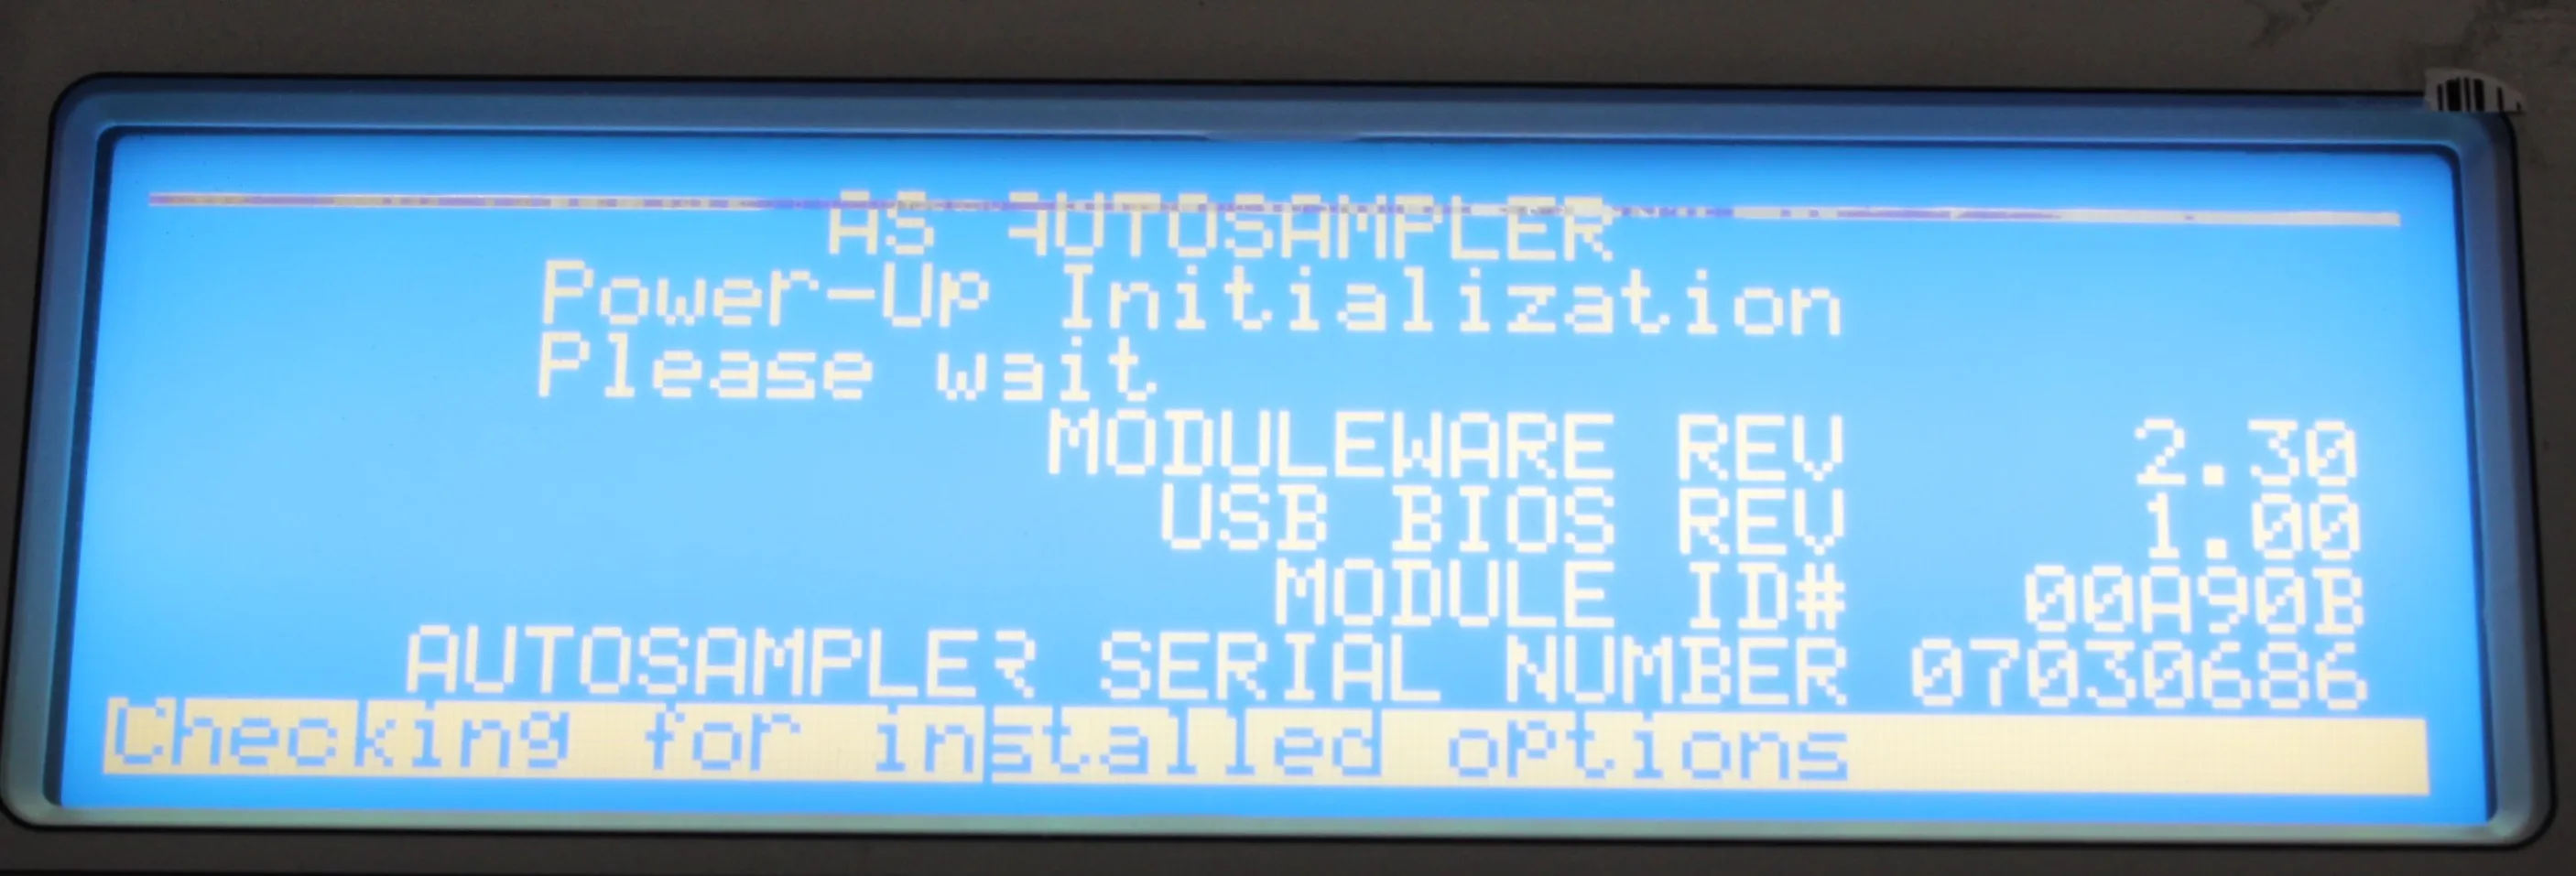 AS AUTOSAMPLER
Power-Up Initialization
Please wait
MODULEWARE REV 2.30
USB BIOS REV 1.00
MODULE ID# 00A90B
AUTOSAMPLER SERIAL NUMBER 07030686
Checking for installed options